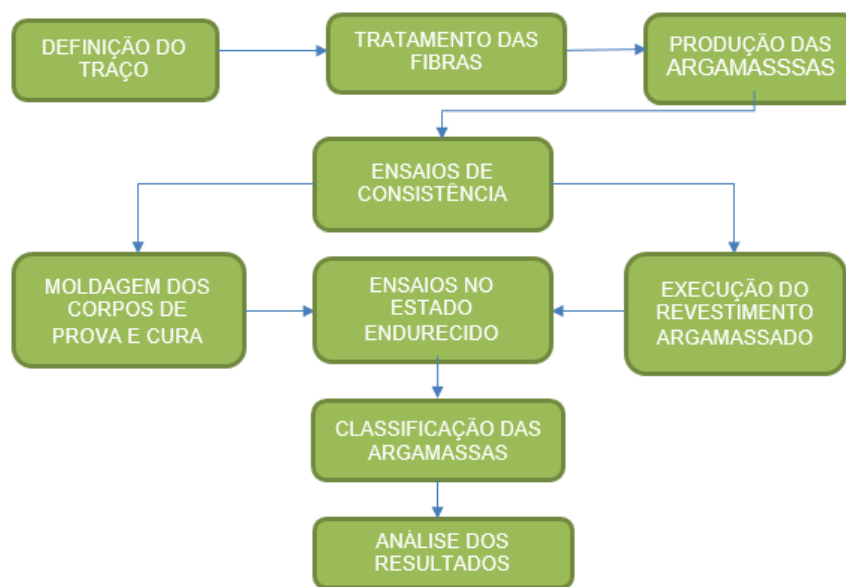 DEFINIÇÃO DO
TRAÇO
TRATAMENTO DAS
FIBRAS
PRODUÇÃO DAS
ARGAMASSSAS
ENSAIOS DE
CONSISTÊNCIA
MOLDAGEM DOS
CORPOS DE
PROVA E CURA
ENSAIOS NO
ESTADO
ENDURECIDO
EXECUÇÃO DO
REVESTIMENTO
ARGAMASSADO
CLASSIFICAÇÃO DAS
ARGAMASSAS
ANÁLISE DOS
RESULTADOS